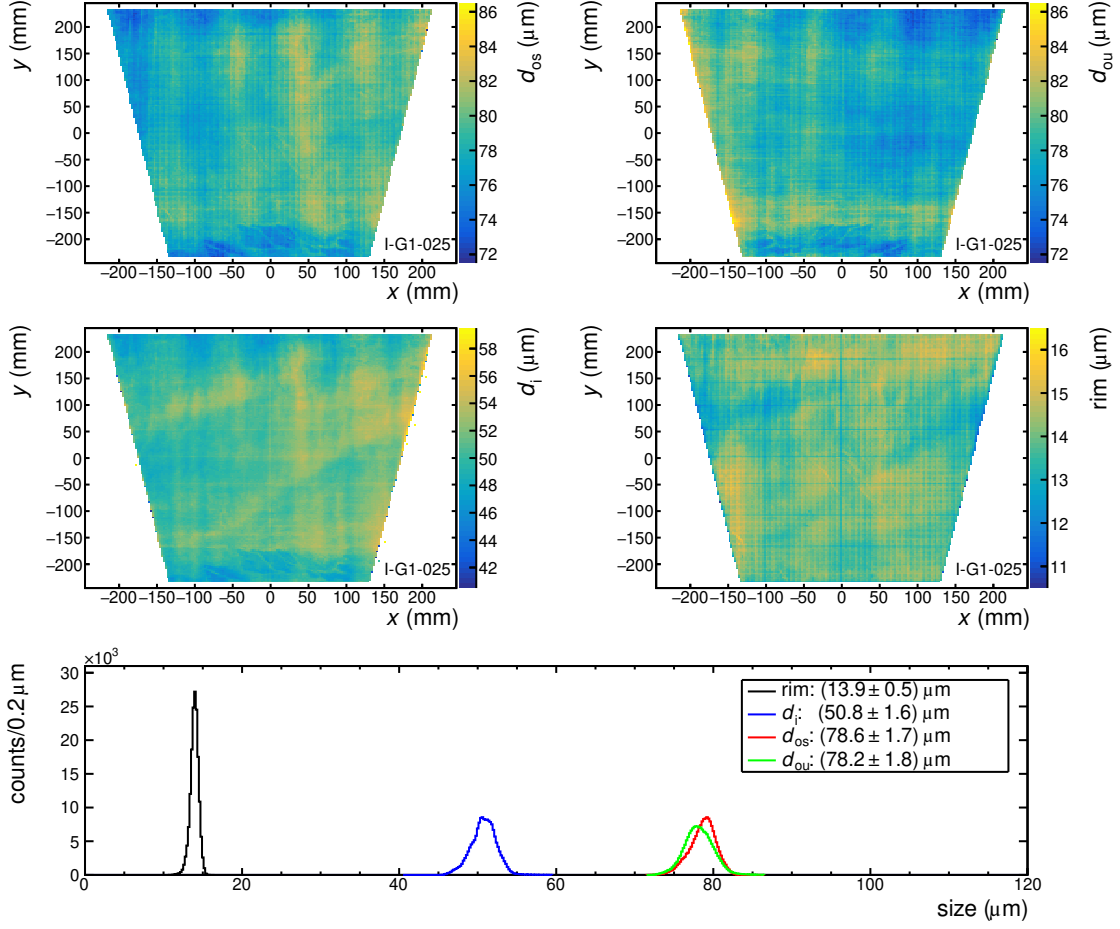 y (mm)
200
150
100
50
0
−50
−100
−150
−200
−200 −150 −100 −50 0 50 100 150 200
x (mm)
I-G1-025
86
84
82
80
78
76
74
72
d_os (μm)
y (mm)
200
150
100
50
0
−50
−100
−150
−200
−200 −150 −100 −50 0 50 100 150 200
x (mm)
I-G1-025
86
84
82
80
78
76
74
72
d_ou (μm)
y (mm)
200
150
100
50
0
−50
−100
−150
−200
−200 −150 −100 −50 0 50 100 150 200
x (mm)
I-G1-025
58
56
54
52
50
48
46
44
42
d_i (μm)
y (mm)
200
150
100
50
0
−50
−100
−150
−200
−200 −150 −100 −50 0 50 100 150 200
x (mm)
I-G1-025
16
15
14
13
12
11
rim (μm)
×10³
counts/0.2 μm
30
25
20
15
10
5
0
0 20 40 60 80 100 120
size (μm)
rim: (13.9 ± 0.5) μm
d_i: (50.8 ± 1.6) μm
d_os: (78.6 ± 1.7) μm
d_ou: (78.2 ± 1.8) μm